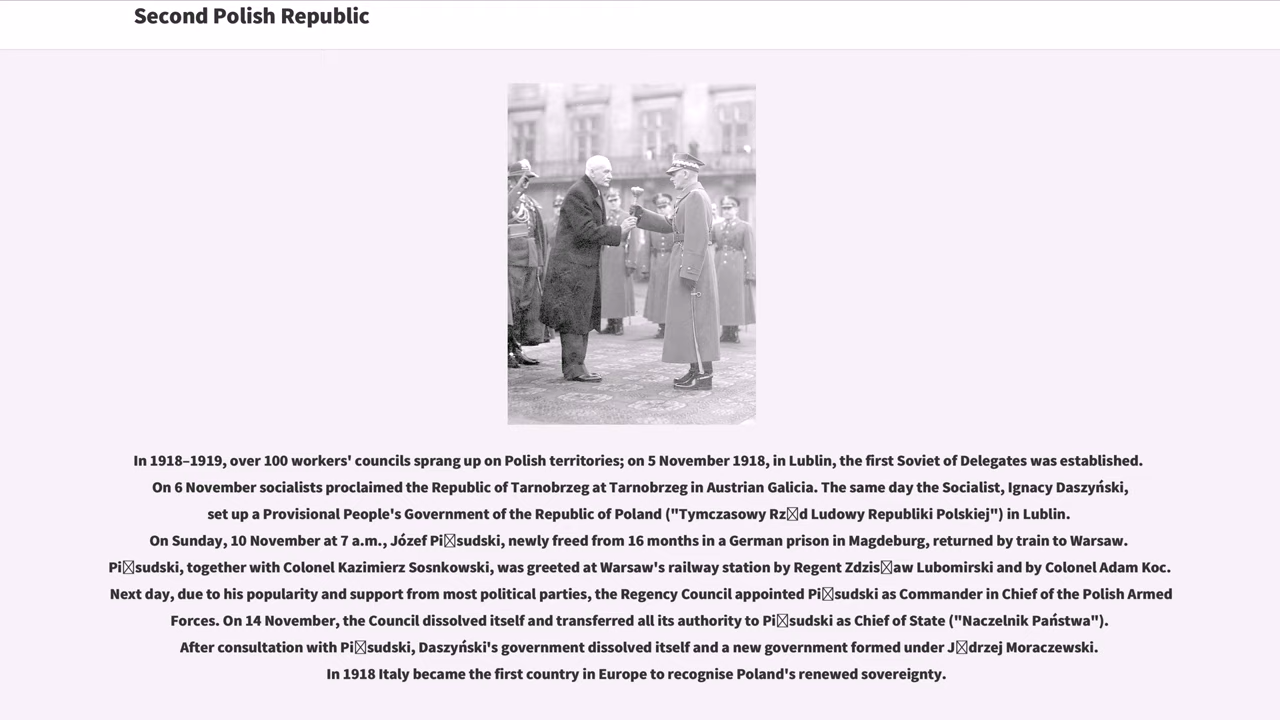 Second Polish Republic
In 1918–1919, over 100 workers' councils sprang up on Polish territories; on 5 November 1918, in Lublin, the first Soviet of Delegates was established.
On 6 November socialists proclaimed the Republic of Tarnobrzeg at Tarnobrzeg in Austrian Galicia. The same day the Socialist, Ignacy Daszyński,
set up a Provisional People's Government of the Republic of Poland ("Tymczasowy Rz□d Ludowy Republiki Polskiej") in Lublin.
On Sunday, 10 November at 7 a.m., Józef Pi□sudski, newly freed from 16 months in a German prison in Magdeburg, returned by train to Warsaw.
Pi□sudski, together with Colonel Kazimierz Sosnkowski, was greeted at Warsaw's railway station by Regent Zdzis□aw Lubomirski and by Colonel Adam Koc.
Next day, due to his popularity and support from most political parties, the Regency Council appointed Pi□sudski as Commander in Chief of the Polish Armed
Forces. On 14 November, the Council dissolved itself and transferred all its authority to Pi□sudski as Chief of State ("Naczelnik Państwa").
After consultation with Pi□sudski, Daszyński's government dissolved itself and a new government formed under J□drzej Moraczewski.
In 1918 Italy became the first country in Europe to recognise Poland's renewed sovereignty.